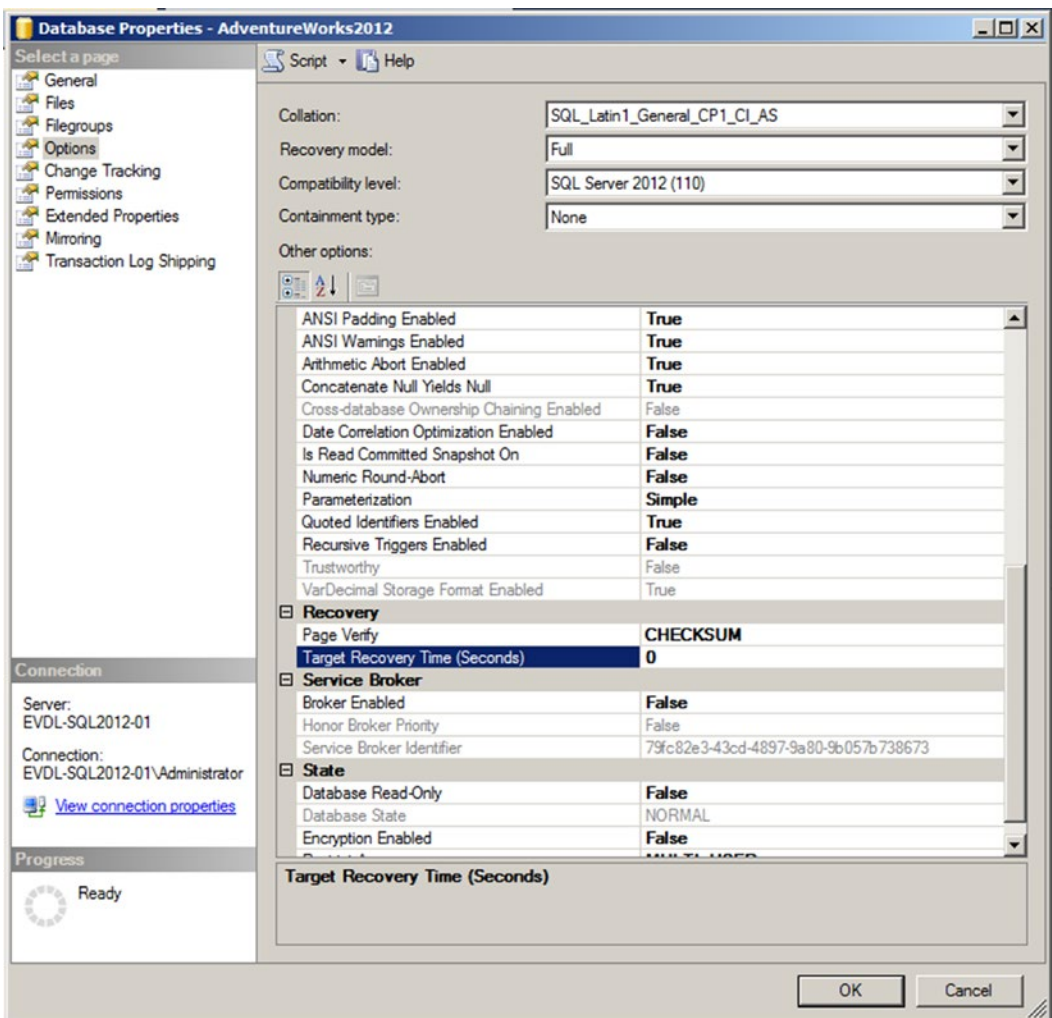 Database Properties - AdventureWorks2012
Select a page
General
Files
Filegroups
Options
Change Tracking
Permissions
Extended Properties
Mirroring
Transaction Log Shipping
Connection
Server:
EVDL-SQL2012-01
Connection:
EVDL-SQL2012-01\Administrator
View connection properties
Progress
Ready
Script Help
Collation: SQL_Latin1_General_CP1_CI_AS
Recovery model: Full
Compatibility level: SQL Server 2012 (110)
Containment type: None
Other options:
ANSI Padding Enabled True
ANSI Warnings Enabled True
Arithmetic Abort Enabled True
Concatenate Null Yields Null True
Cross-database Ownership Chaining Enabled False
Date Correlation Optimization Enabled False
Is Read Committed Snapshot On False
Numeric Round-Abort False
Parameterization Simple
Quoted Identifiers Enabled True
Recursive Triggers Enabled False
Trustworthy False
VarDecimal Storage Format Enabled True
Recovery
Page Verify CHECKSUM
Target Recovery Time (Seconds) 0
Service Broker
Broker Enabled False
Honor Broker Priority False
Service Broker Identifier 79fc82e3-43cd-4897-9a80-9b057b738673
State
Database Read-Only False
Database State NORMAL
Encryption Enabled False
Target Recovery Time (Seconds)
OK Cancel